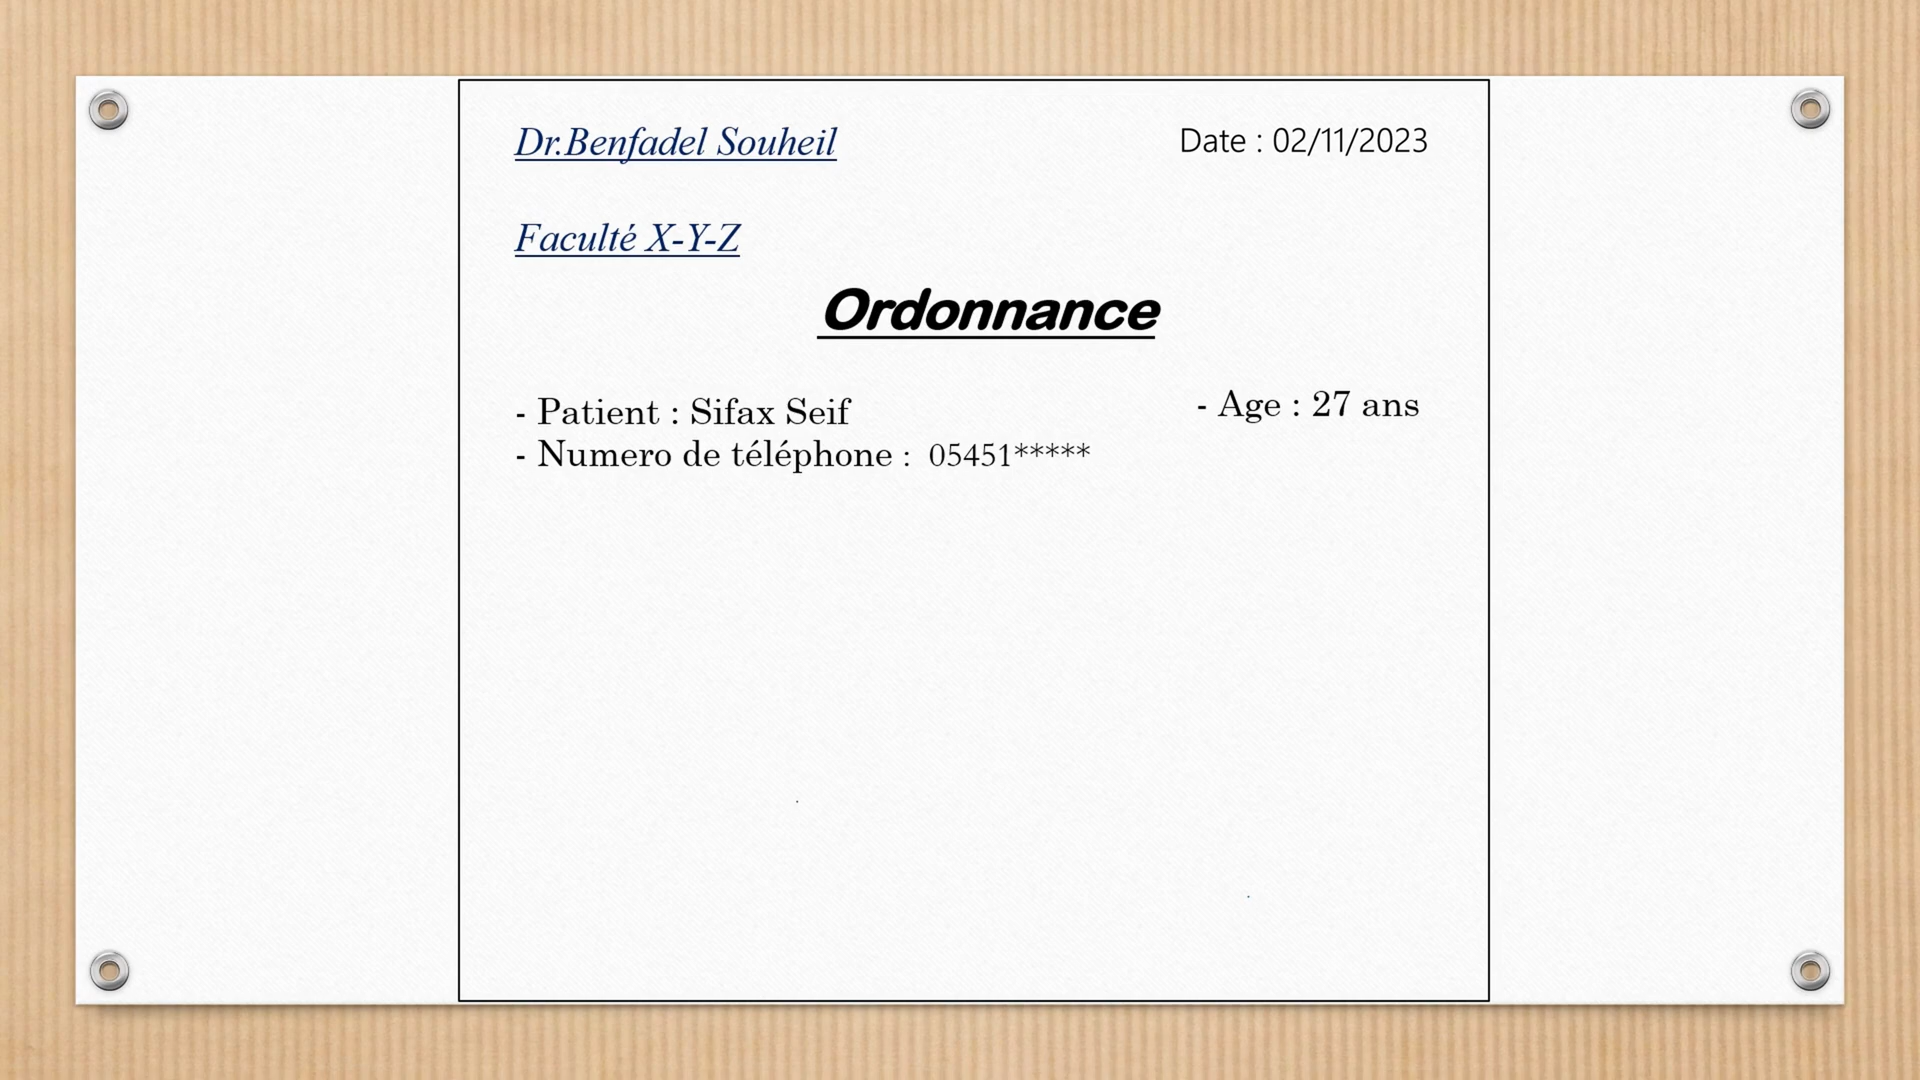 Dr.Benfadel Souheil
Date : 02/11/2023
Faculté X-Y-Z
Ordonnance
- Patient : Sifax Seif
- Age : 27 ans
- Numero de téléphone : 05451*****